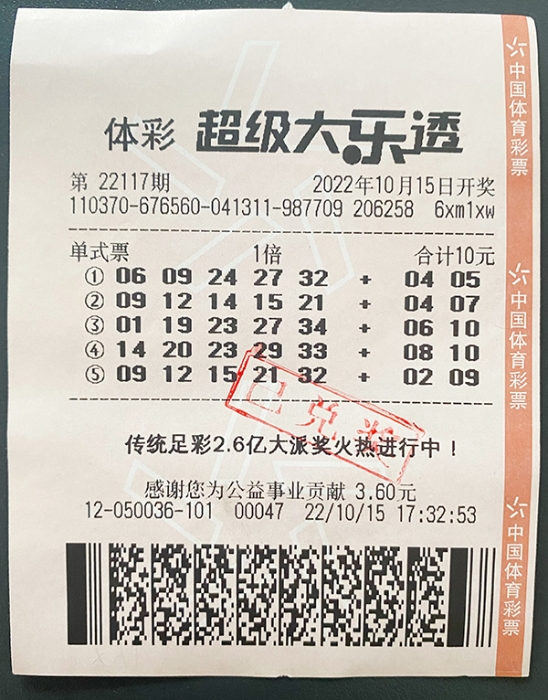 体彩 超级大乐透
第 22117期 2022年10月15日开奖
110370-676560-041311-987709 206258 6xm1xw
单式票 1倍 合计10元
① 06 09 24 27 32 + 04 05
② 09 12 14 15 21 + 04 07
③ 01 19 23 27 34 + 06 10
④ 14 20 23 29 33 + 08 10
⑤ 09 12 15 21 32 + 02 09
已兑奖
传统足彩2.6亿大派奖火热进行中！
感谢您为公益事业贡献 3.60元
12-050036-101 00047 22/10/15 17:32:53
中国体育彩票
中国体育彩票
中国体育彩票